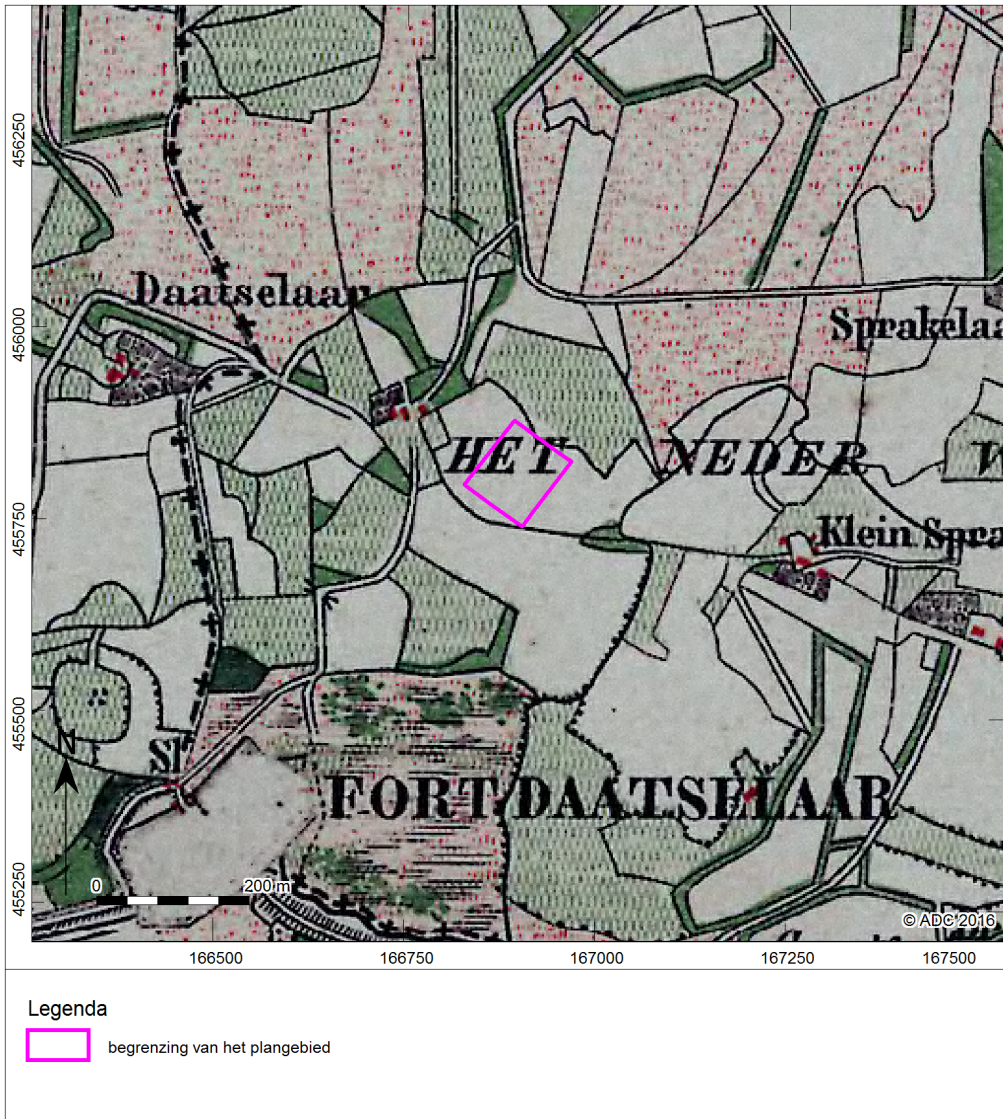 456250
456000
455750
455500
455250
Daatselaar
Sprakelaa
HET NEDER V
Klein Spra
N
Sl
FORT DAATSELAAR
0 200 m
© ADC 2016
166500 166750 167000 167250 167500
Legenda
begrenzing van het plangebied